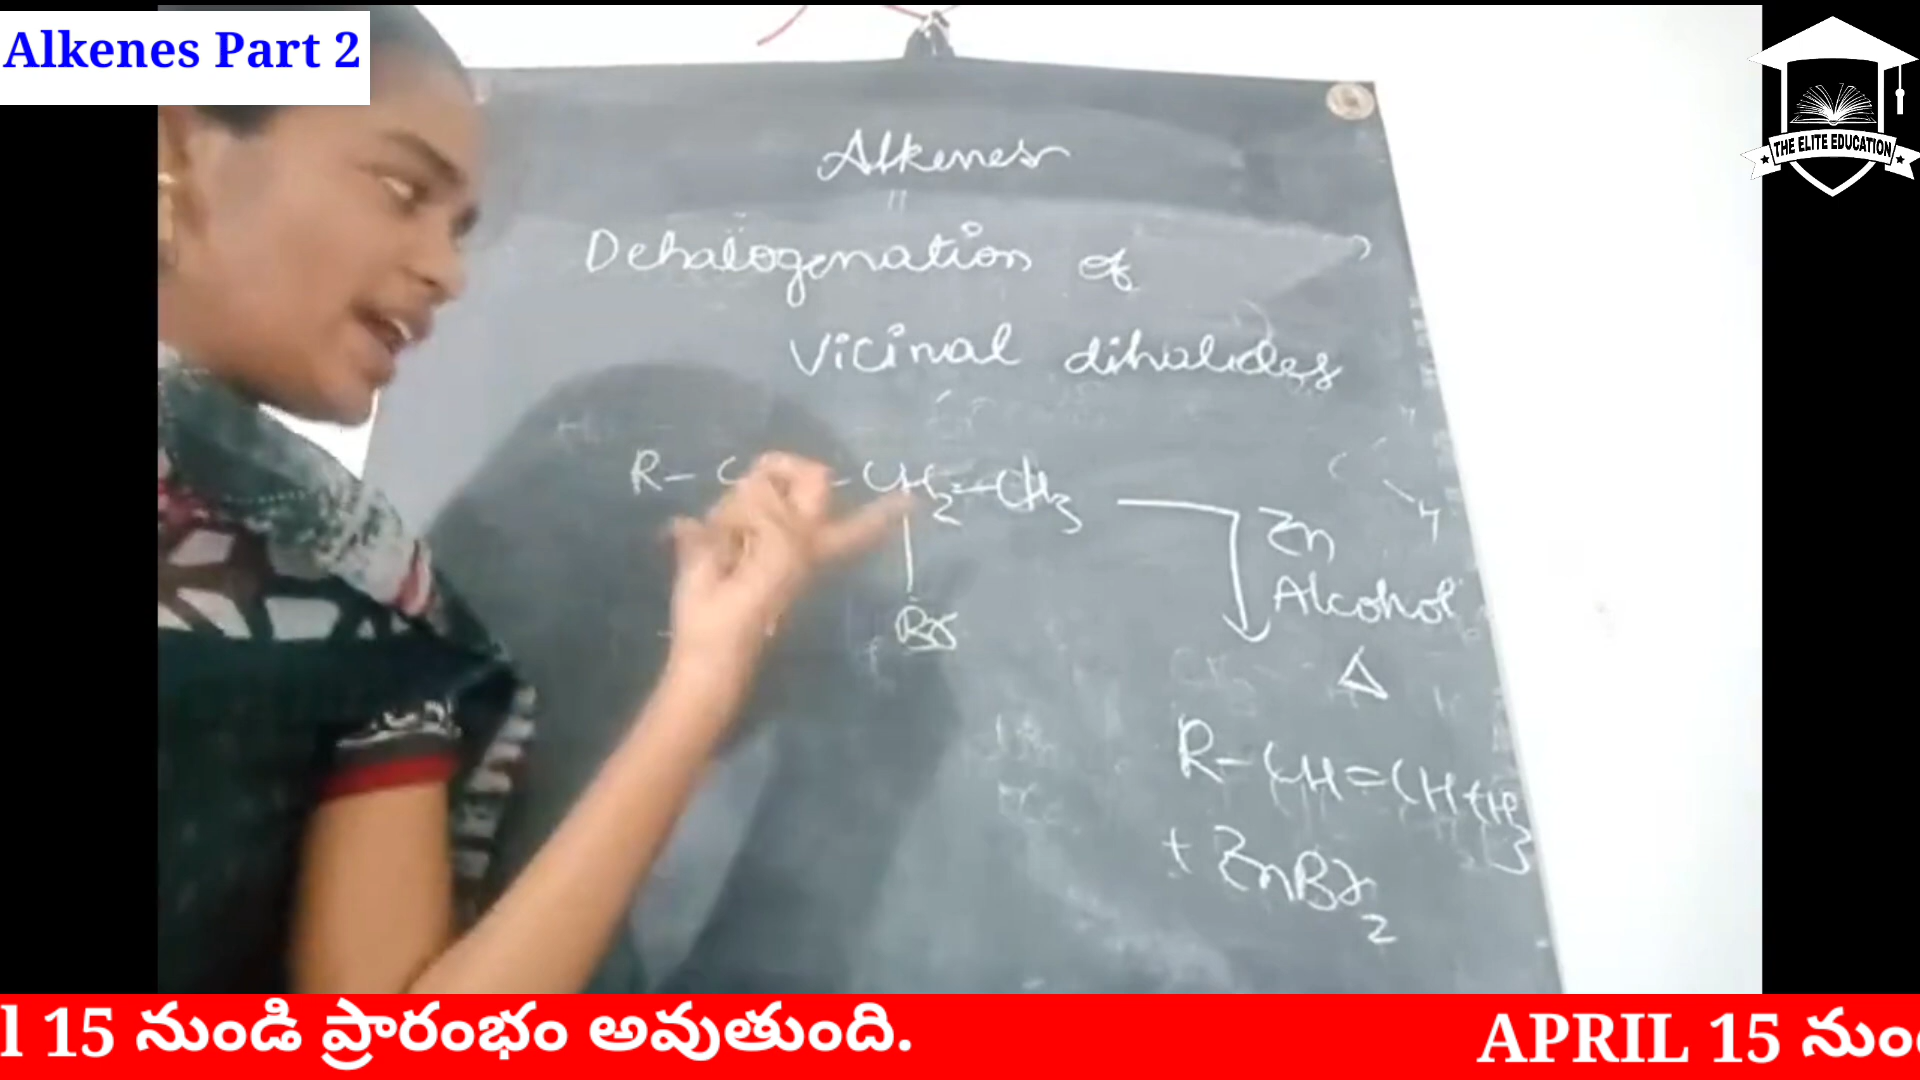 Alkenes Part 2
THE ELITE EDUCATION
Alkenes
Dehalogenation of
Vicinal dihalides
R- C - CH2-CH3
Zn
Alcohol
Br
Δ
R-CH=CH-CH3
+ ZnBr2
l 15 నుండి ప్రారంభం అవుతుంది.
APRIL 15 నుం